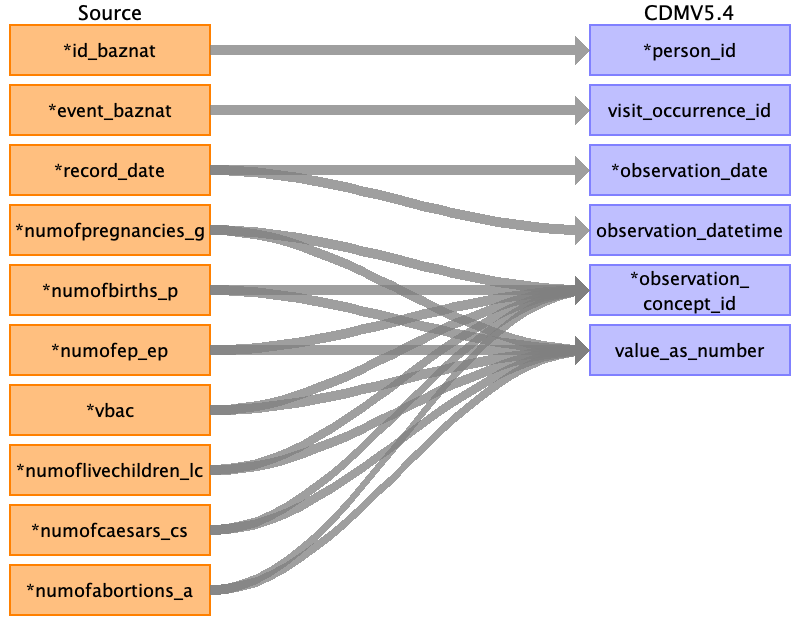 Source
CDMV5.4
*id_baznat
*person_id
*event_baznat
visit_occurrence_id
*record_date
*observation_date
*numofpregnancies_g
observation_datetime
*numofbirths_p
*observation_
concept_id
*numofep_ep
value_as_number
*vbac
*numoflivechildren_lc
*numofcaesars_cs
*numofabortions_a